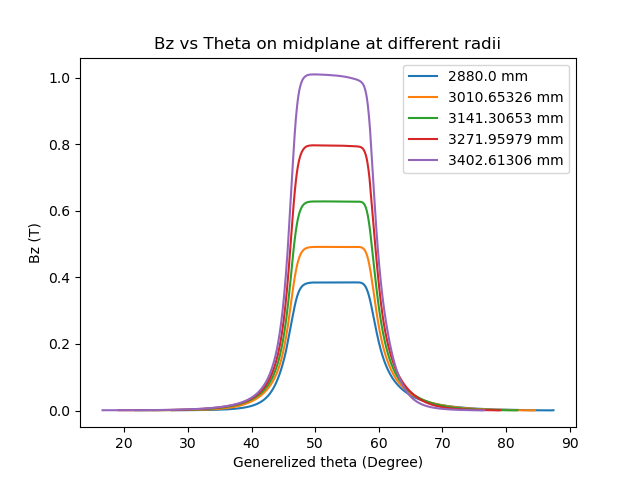 Bz vs Theta on midplane at different radii
2880.0 mm
3010.65326 mm
3141.30653 mm
3271.95979 mm
3402.61306 mm
Bz (T)
1.0
0.8
0.6
0.4
0.2
0.0
20 30 40 50 60 70 80 90
Generelized theta (Degree)